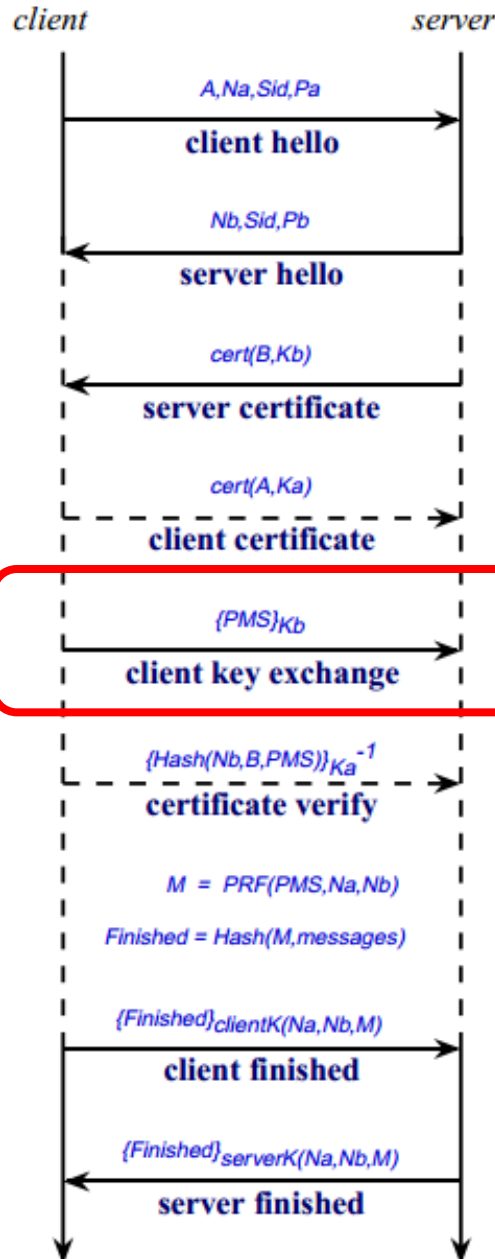 client server
A,Na,Sid,Pa
client hello
Nb,Sid,Pb
server hello
cert(B,Kb)
server certificate
cert(A,Ka)
client certificate
{PMS}Kb
client key exchange
{Hash(Nb,B,PMS)}Ka-1
certificate verify
M = PRF(PMS,Na,Nb)
Finished = Hash(M,messages)
{Finished}clientK(Na,Nb,M)
client finished
{Finished}serverK(Na,Nb,M)
server finished